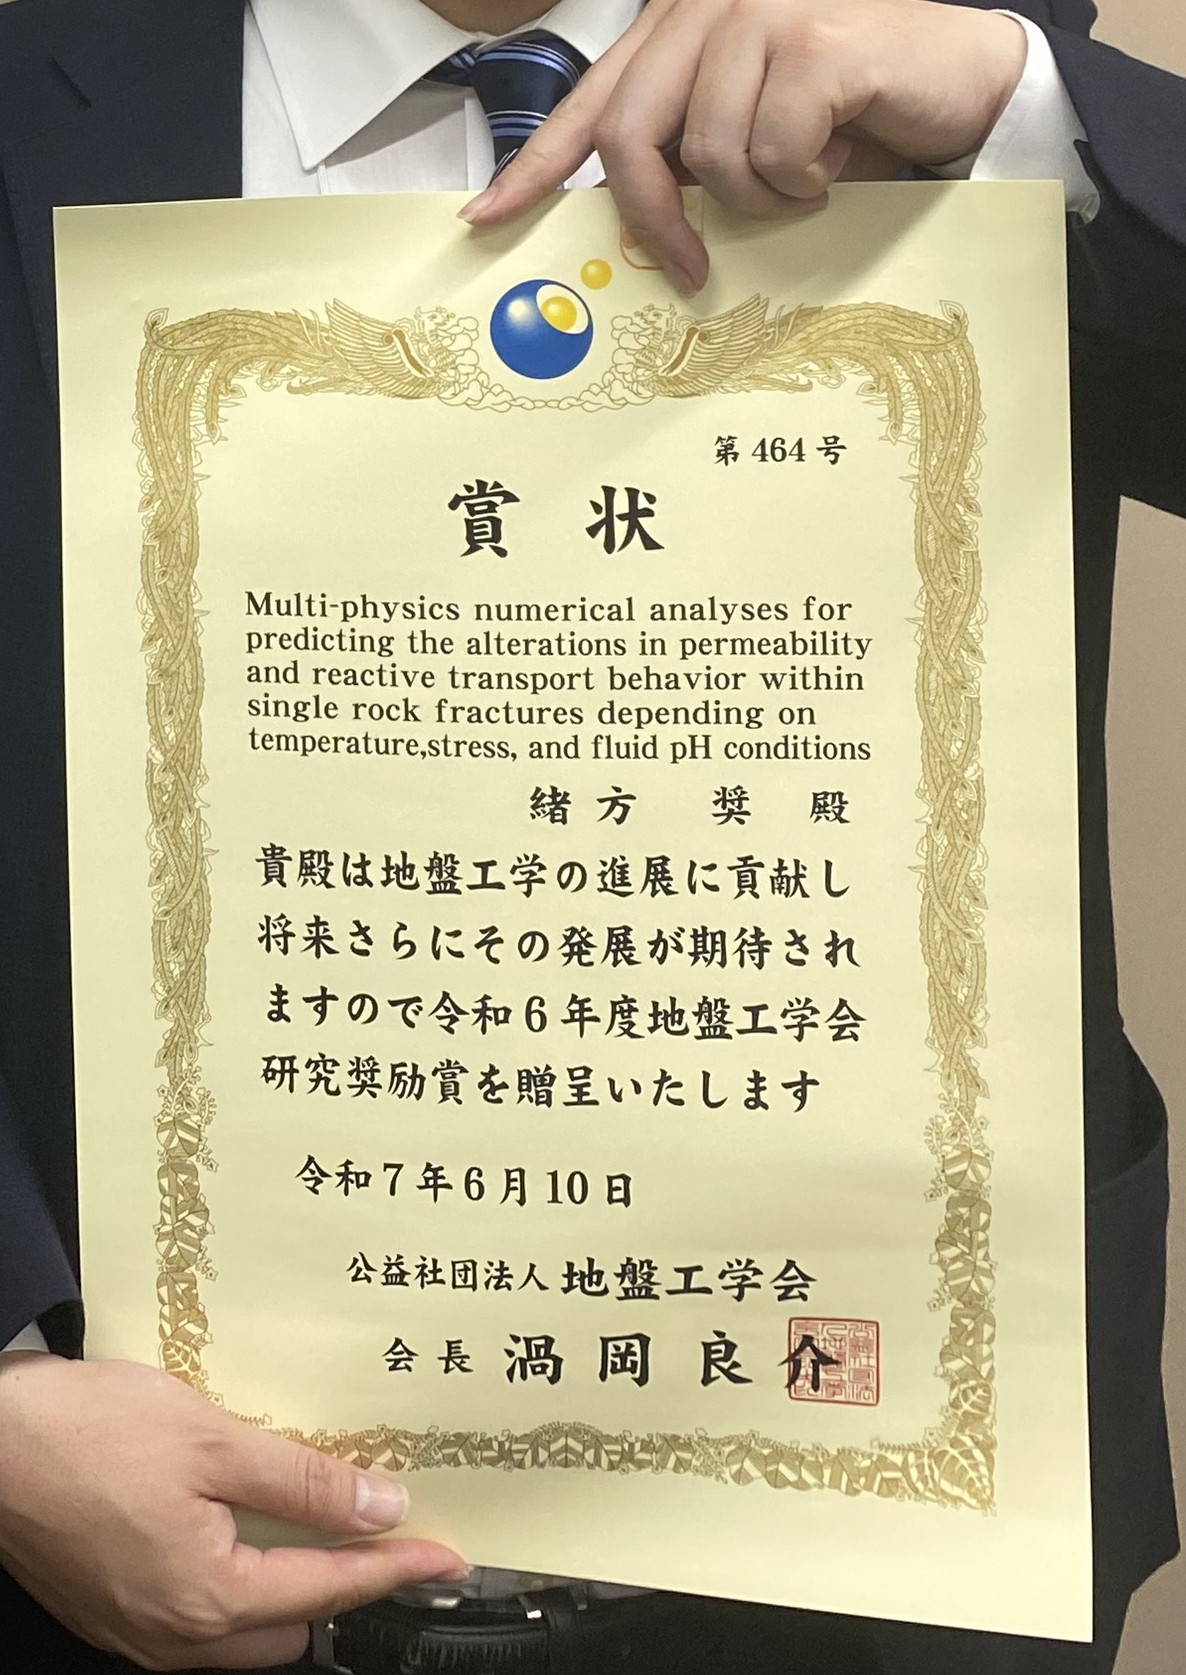 第 464 号
賞 状
Multi-physics numerical analyses for
predicting the alterations in permeability
and reactive transport behavior within
single rock fractures depending on
temperature,stress, and fluid pH conditions
緒方 奨 殿
貴殿は地盤工学の進展に貢献し
将来さらにその発展が期待され
ますので令和6年度地盤工学会
研究奨励賞を贈呈いたします
令和7年6月10日
公益社団法人 地盤工学会
会長 渦岡良介